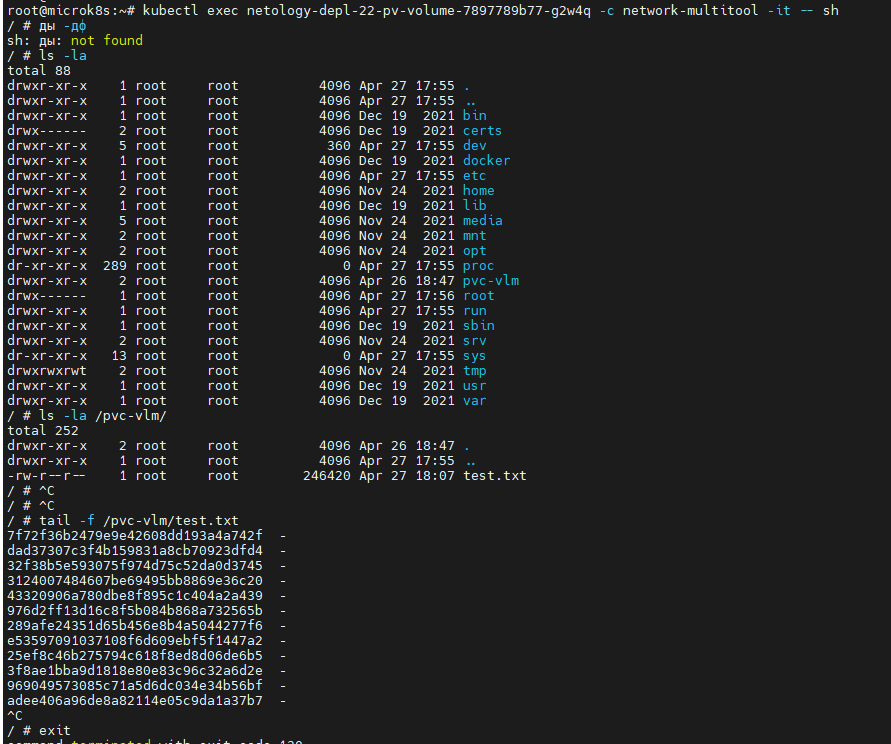 root@microk8s:~# kubectl exec netology-depl-22-pv-volume-7897789b77-g2w4q -c network-multitool -it -- sh
/ # ды -дф
sh: ды: not found
/ # ls -la
total 88
drwxr-xr-x    1 root     root          4096 Apr 27 17:55 .
drwxr-xr-x    1 root     root          4096 Apr 27 17:55 ..
drwxr-xr-x    1 root     root          4096 Dec 19  2021 bin
drwx------    2 root     root          4096 Dec 19  2021 certs
drwxr-xr-x    5 root     root           360 Apr 27 17:55 dev
drwxr-xr-x    1 root     root          4096 Dec 19  2021 docker
drwxr-xr-x    1 root     root          4096 Apr 27 17:55 etc
drwxr-xr-x    2 root     root          4096 Nov 24  2021 home
drwxr-xr-x    1 root     root          4096 Dec 19  2021 lib
drwxr-xr-x    5 root     root          4096 Nov 24  2021 media
drwxr-xr-x    2 root     root          4096 Nov 24  2021 mnt
drwxr-xr-x    2 root     root          4096 Nov 24  2021 opt
dr-xr-xr-x  289 root     root             0 Apr 27 17:55 proc
drwxr-xr-x    2 root     root          4096 Apr 26 18:47 pvc-vlm
drwx------    1 root     root          4096 Apr 27 17:56 root
drwxr-xr-x    1 root     root          4096 Apr 27 17:55 run
drwxr-xr-x    1 root     root          4096 Dec 19  2021 sbin
drwxr-xr-x    2 root     root          4096 Nov 24  2021 srv
dr-xr-xr-x   13 root     root             0 Apr 27 17:55 sys
drwxrwxrwt    2 root     root          4096 Nov 24  2021 tmp
drwxr-xr-x    1 root     root          4096 Dec 19  2021 usr
drwxr-xr-x    1 root     root          4096 Dec 19  2021 var
/ # ls -la /pvc-vlm/
total 252
drwxr-xr-x    2 root     root          4096 Apr 26 18:47 .
drwxr-xr-x    1 root     root          4096 Apr 27 17:55 ..
-rw-r--r--    1 root     root        246420 Apr 27 18:07 test.txt
/ # ^C
/ # ^C
/ # tail -f /pvc-vlm/test.txt
7f72f36b2479e9e42608dd193a4a742f  -
dad37307c3f4b159831a8cb70923dfd4  -
32f38b5e593075f974d75c52da0d3745  -
3124007484607be69495bb8869e36c20  -
43320906a780dbe8f895c1c404a2a439  -
976d2ff13d16c8f5b084b868a732565b  -
289afe24351d65b456e8b4a5044277f6  -
e53597091037108f6d609ebf5f1447a2  -
25ef8c46b275794c618f8ed8d06de6b5  -
3f8ae1bba9d1818e80e83c96c32a6d2e  -
969049573085c71a5d6dc034e34b56bf  -
adee406a96de8a82114e05c9da1a37b7  -
^C
/ # exit
command terminated with exit code 130